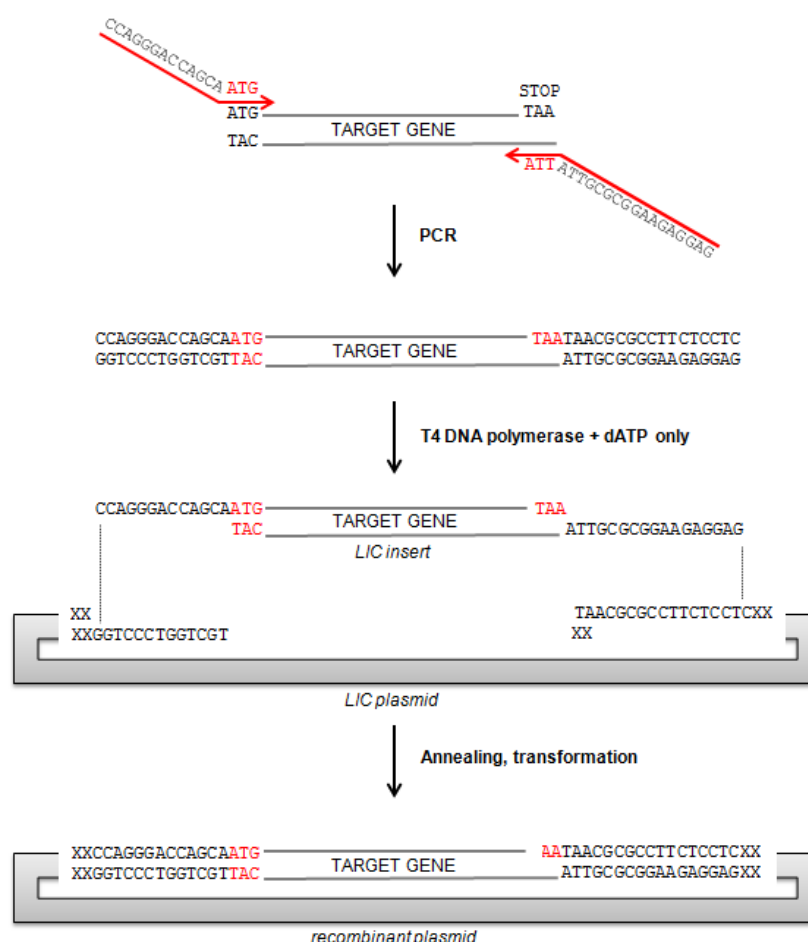 CCAGGGACCAGCA ATG
STOP
ATG TAA
TARGET GENE
TAC
ATT ATTGCGCGGAAGAGGAG
PCR
CCAGGGACCAGCAATG TAATAACGCGCCTTCTCCTC
TARGET GENE
GGTCCCTGGTCGTTAC ATTGCGCGGAAGAGGAG
T4 DNA polymerase + dATP only
CCAGGGACCAGCAATG TAA
TARGET GENE
TAC ATTGCGCGGAAGAGGAG
LIC insert
XX TAACGCGCCTTCTCCTCXX
XXGGTCCCTGGTCGT XX
LIC plasmid
Annealing, transformation
XXCCAGGGACCAGCAATG AATAACGCGCCTTCTCCTCXX
TARGET GENE
XXGGTCCCTGGTCGTTAC ATTGCGCGGAAGAGGAGXX
recombinant plasmid